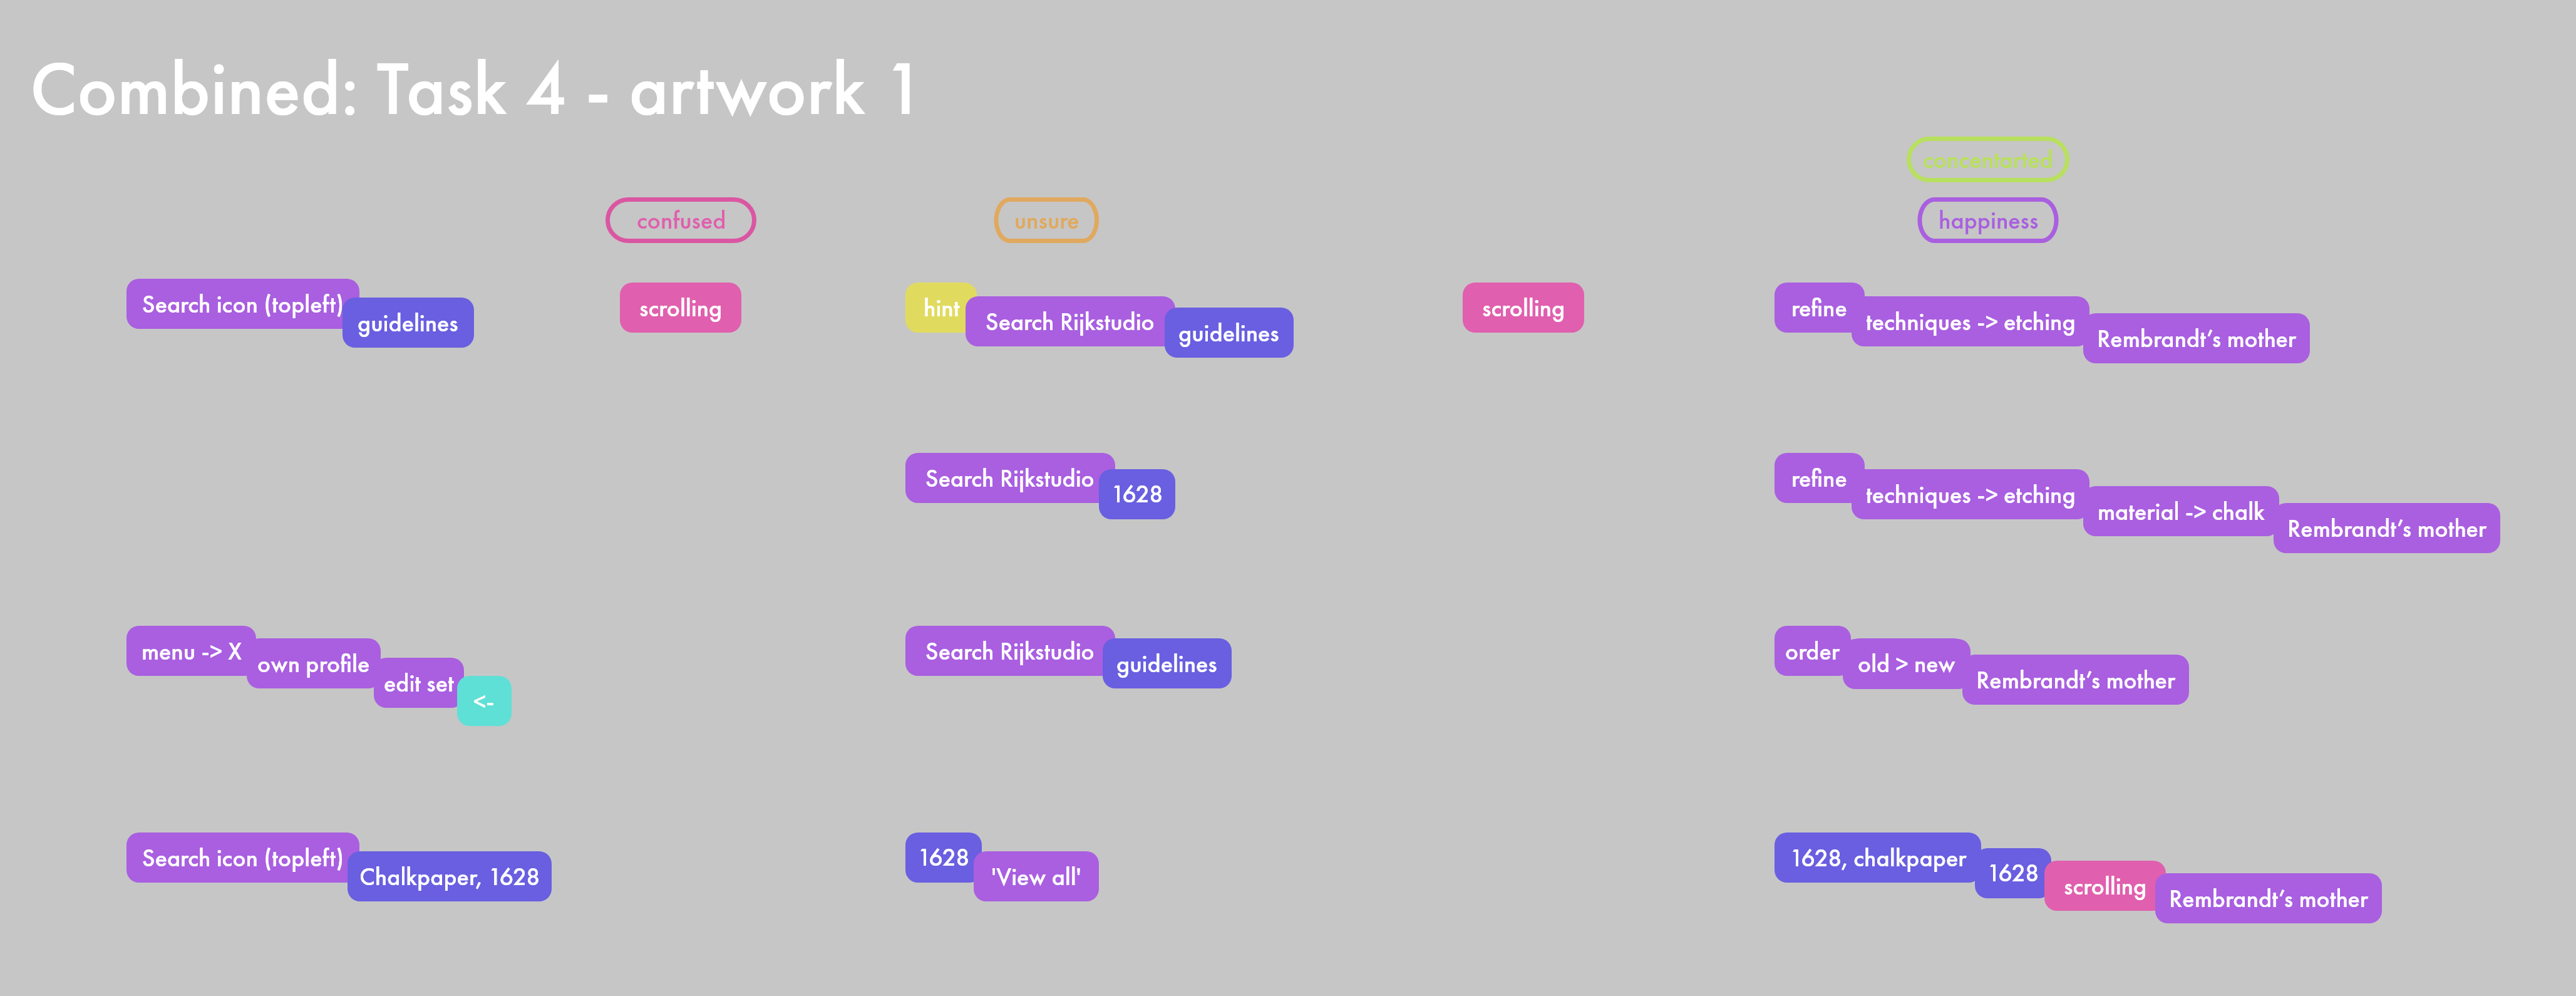 Combined: Task 4 - artwork 1
concentarted
confused
unsure
happiness
Search icon (topleft)
guidelines
scrolling
hint
Search Rijkstudio
guidelines
scrolling
refine
techniques -> etching
Rembrandt’s mother
Search Rijkstudio
1628
refine
techniques -> etching
material -> chalk
Rembrandt’s mother
menu -> X
own profile
edit set
<-
Search Rijkstudio
guidelines
order
old > new
Rembrandt’s mother
Search icon (topleft)
Chalkpaper, 1628
1628
'View all'
1628, chalkpaper
1628
scrolling
Rembrandt’s mother